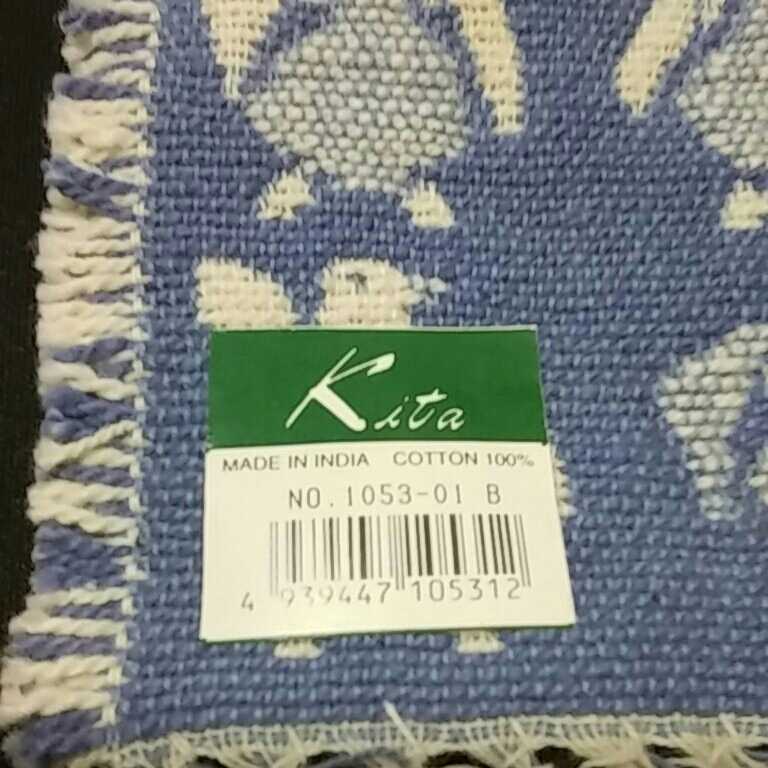 Kita
MADE IN INDIA COTTON 100%
NO.1053-01 B
4 939447 105312